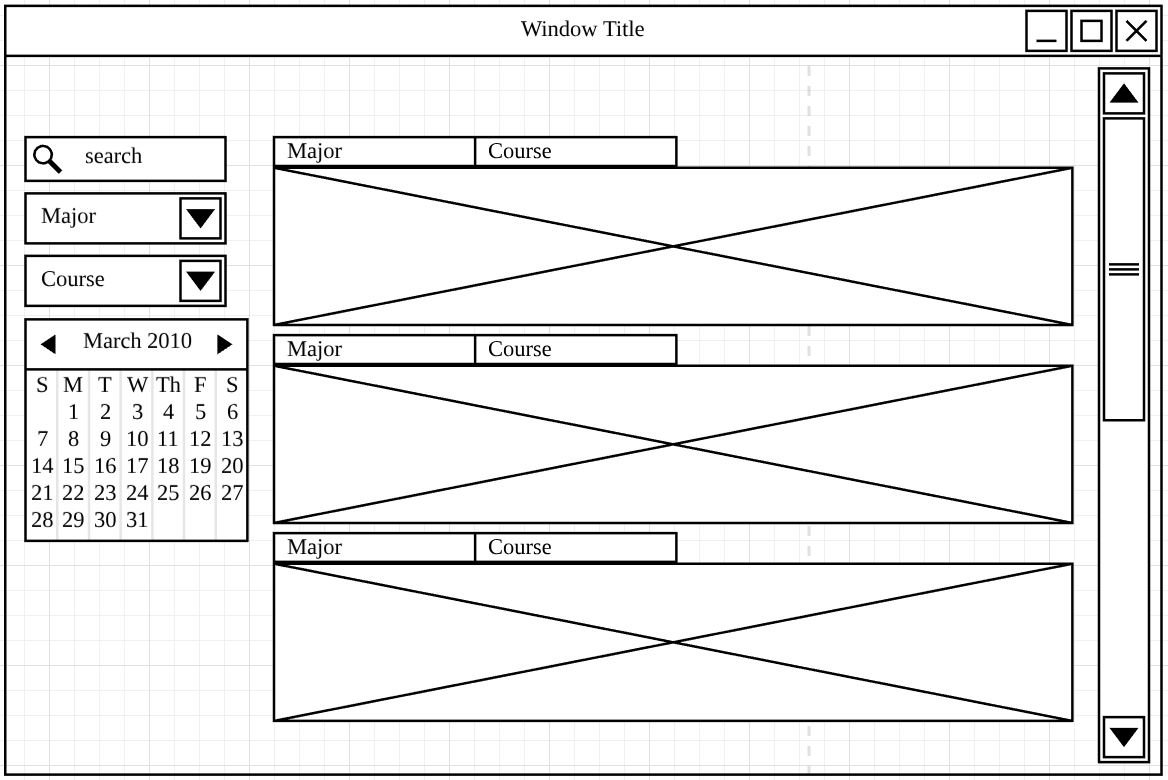 Window Title
search
Major
Course
March 2010
S M T W Th F S
1 2 3 4 5 6
7 8 9 10 11 12 13
14 15 16 17 18 19 20
21 22 23 24 25 26 27
28 29 30 31
Major Course
Major Course
Major Course